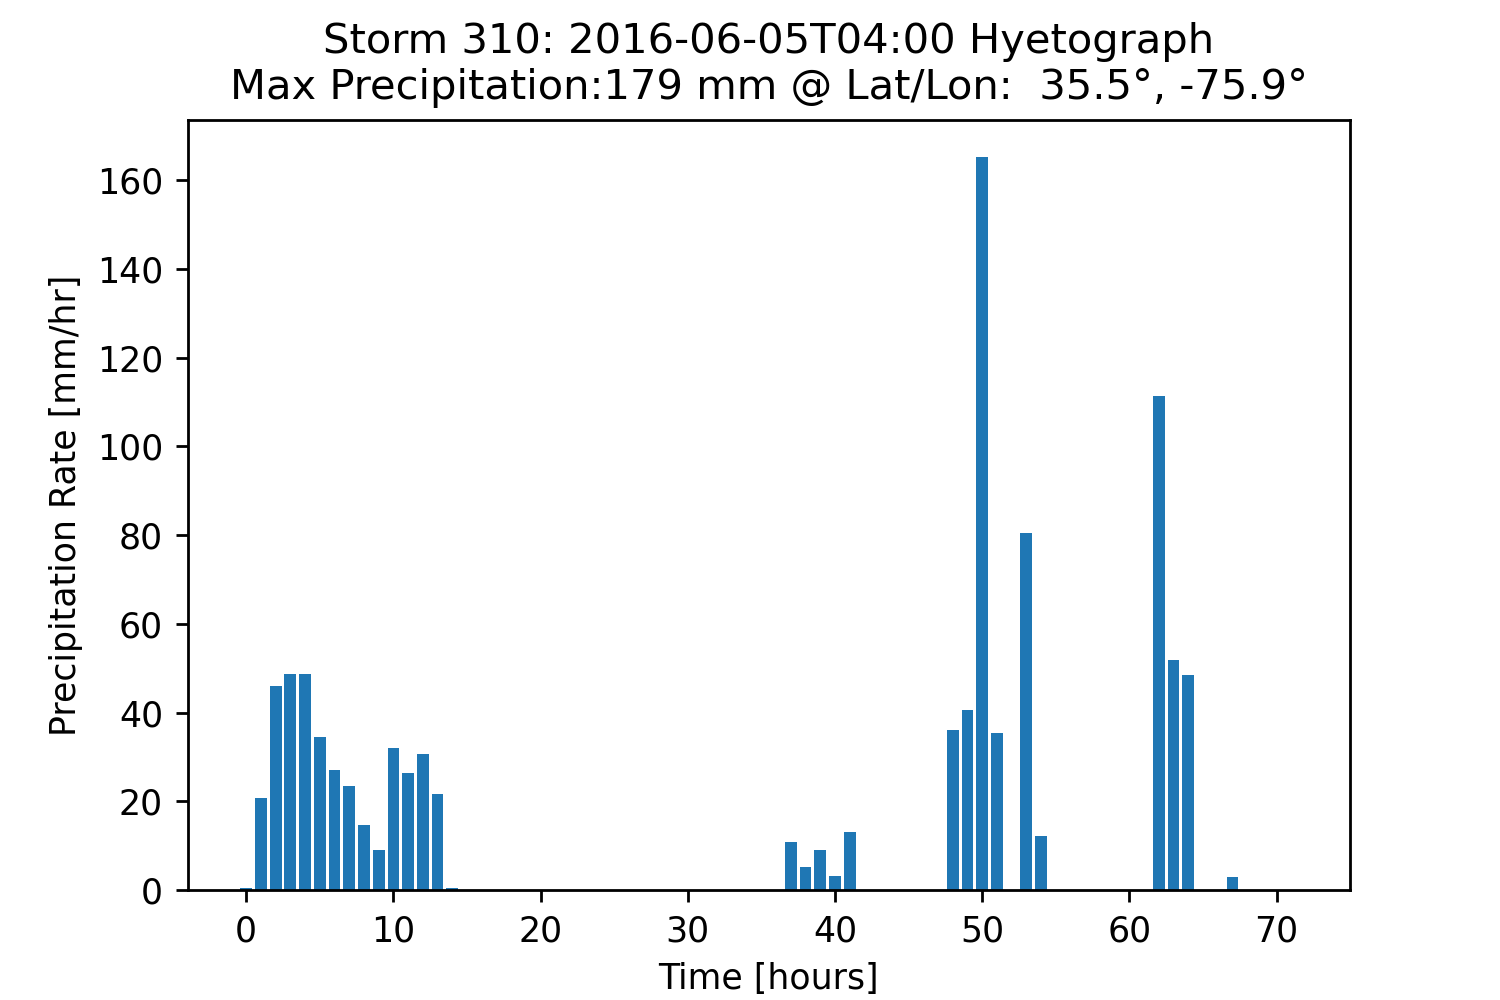 Storm 310: 2016-06-05T04:00 Hyetograph
Max Precipitation:179 mm @ Lat/Lon:  35.5°, -75.9°
Precipitation Rate [mm/hr]
160
140
120
100
80
60
40
20
0
0 10 20 30 40 50 60 70
Time [hours]